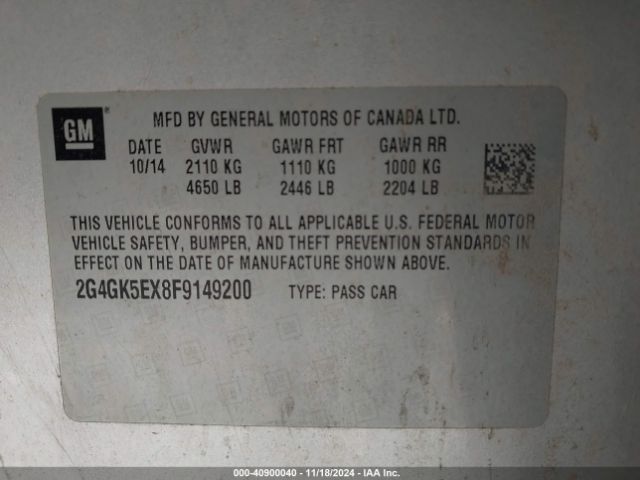 GM
MFD BY GENERAL MOTORS OF CANADA LTD.
DATE GVWR GAWR FRT GAWR RR
10/14 2110 KG 1110 KG 1000 KG
4650 LB 2446 LB 2204 LB
THIS VEHICLE CONFORMS TO ALL APPLICABLE U.S. FEDERAL MOTOR
VEHICLE SAFETY, BUMPER, AND THEFT PREVENTION STANDARDS IN
EFFECT ON THE DATE OF MANUFACTURE SHOWN ABOVE.
2G4GK5EX8F9149200 TYPE: PASS CAR
000-40900040 - 11/18/2024 - IAA Inc.